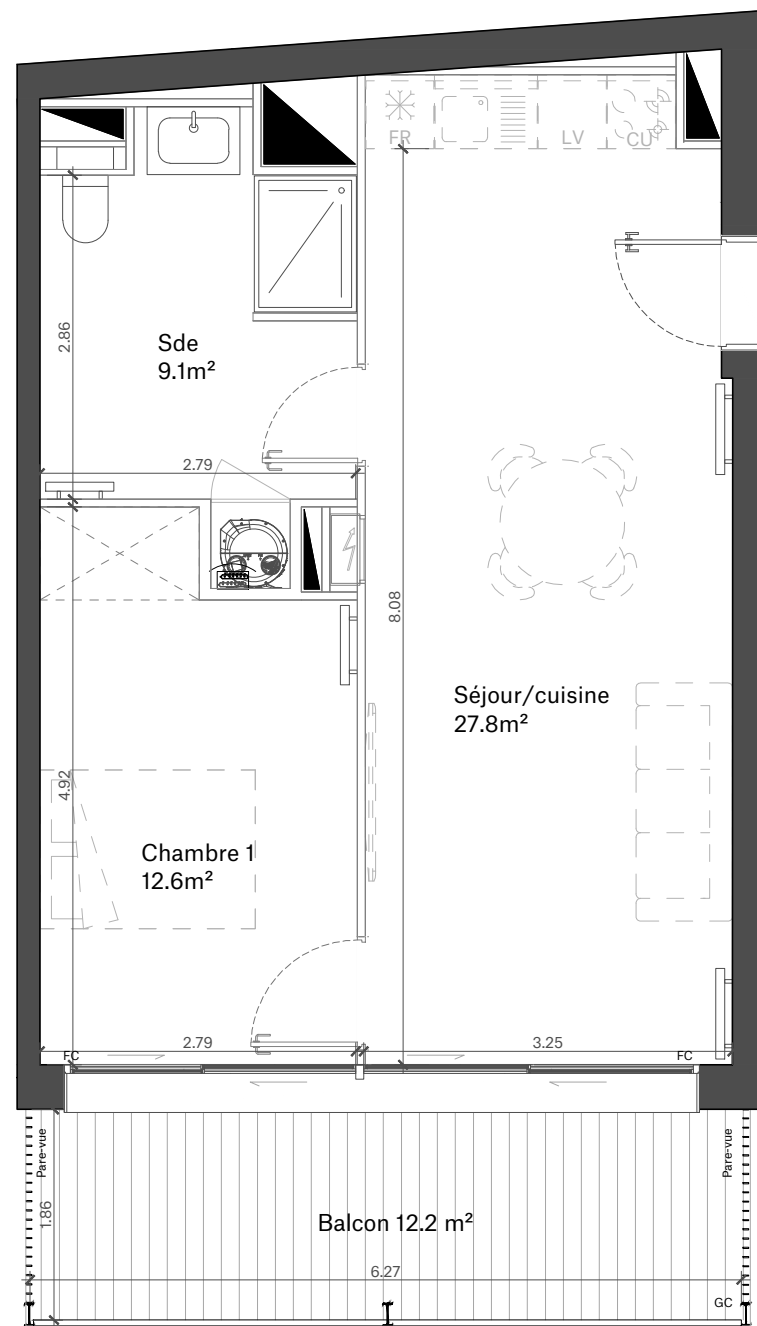 FR
LV
CU
2.86
Sde
9.1m²
2.79
8.08
Séjour/cuisine
27.8m²
4.92
Chambre 1
12.6m²
2.79
3.25
FC
FC
Pare-vue
Pare-vue
1.86
Balcon 12.2 m²
6.27
GC